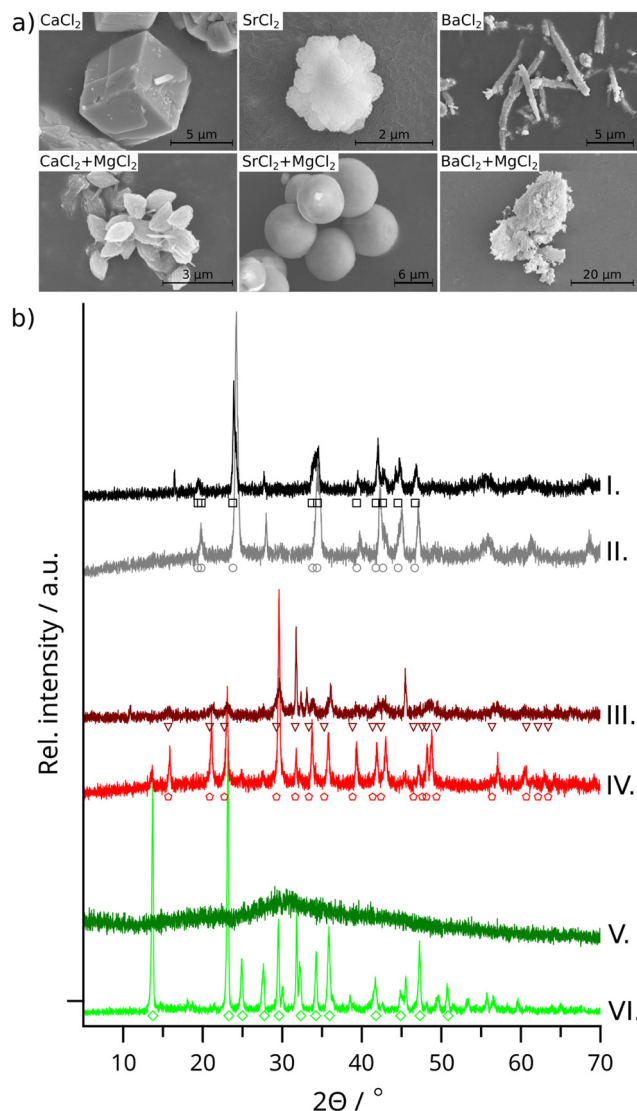 a)
CaCl₂
SrCl₂
BaCl₂
5 μm
2 μm
5 μm
CaCl₂+MgCl₂
SrCl₂+MgCl₂
BaCl₂+MgCl₂
3 μm
6 μm
20 μm
b)
Rel. intensity / a.u.
I.
II.
III.
IV.
V.
VI.
10 20 30 40 50 60 70
2Θ / °